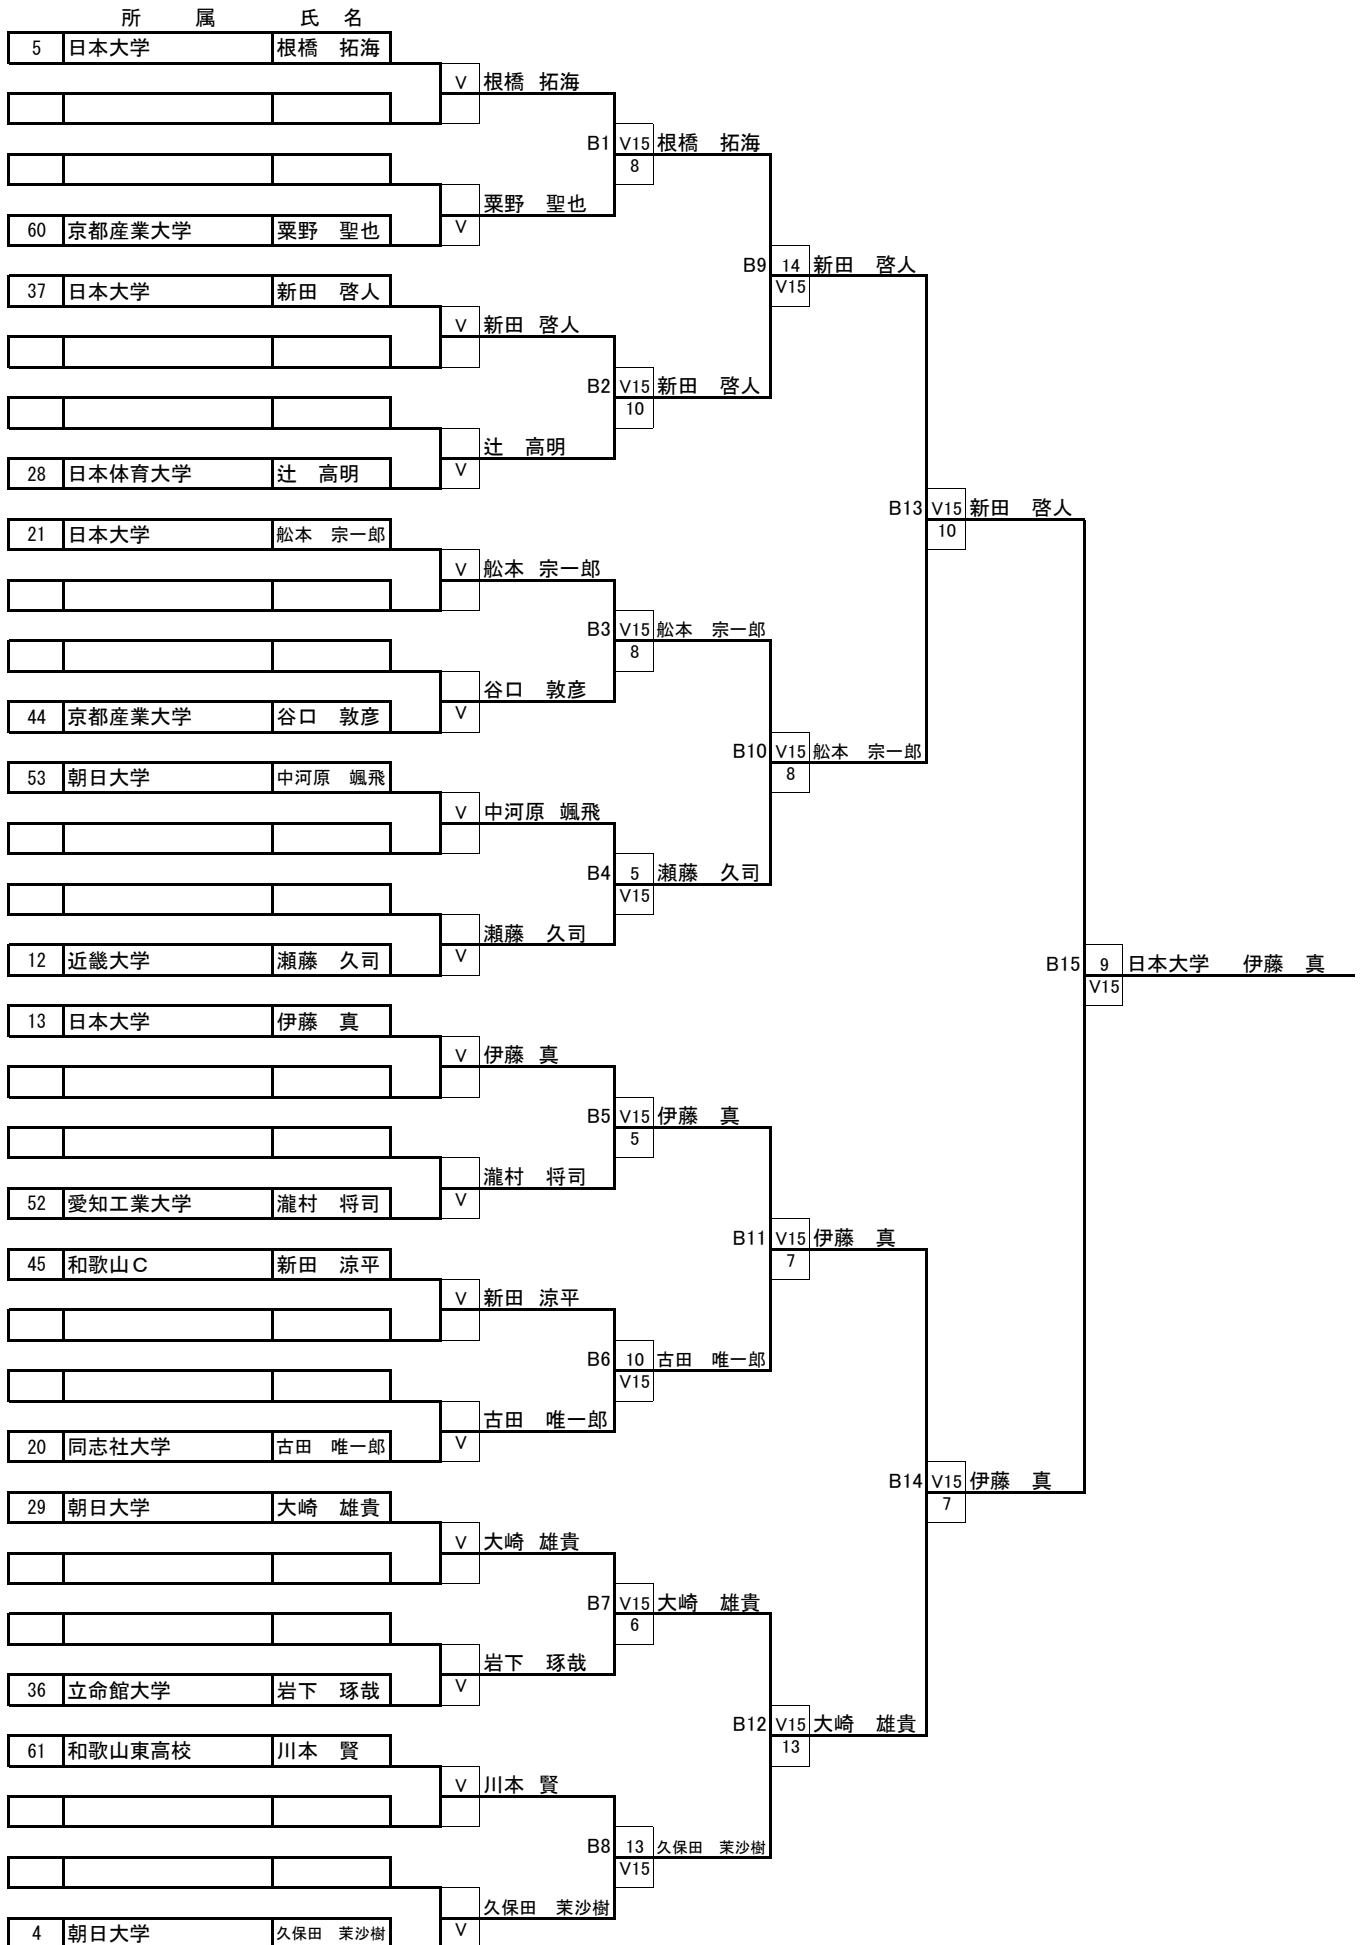 所　属　氏　名
5 日本大学 根橋　拓海
V 根橋 拓海
B1 V15 根橋　拓海
8
粟野　聖也
60 京都産業大学 粟野　聖也 V
B9 14 新田　啓人
37 日本大学 新田　啓人 V15
V 新田 啓人
B2 V15 新田　啓人
10
辻　高明
28 日本体育大学 辻　高明 V
B13 V15 新田　啓人
21 日本大学 舩本　宗一郎 10
V 舩本 宗一郎
B3 V15 舩本　宗一郎
8
谷口　敦彦
44 京都産業大学 谷口　敦彦 V
B10 V15 舩本　宗一郎
53 朝日大学 中河原　颯飛 8
V 中河原 颯飛
B4 5 瀬藤　久司
V15
瀬藤　久司
12 近畿大学 瀬藤　久司 V
B15 9 日本大学　伊藤　真
V15
13 日本大学 伊藤　真
V 伊藤 真
B5 V15 伊藤　真
5
瀧村　将司
52 愛知工業大学 瀧村　将司 V
B11 V15 伊藤　真
45 和歌山C 新田　涼平 7
V 新田 涼平
B6 10 古田　唯一郎
V15
古田　唯一郎
20 同志社大学 古田　唯一郎 V
B14 V15 伊藤　真
29 朝日大学 大崎　雄貴 7
V 大崎 雄貴
B7 V15 大崎　雄貴
6
岩下　琢哉
36 立命館大学 岩下　琢哉 V
B12 V15 大崎　雄貴
61 和歌山東高校 川本　賢 13
V 川本 賢
B8 13 久保田　茉沙樹
V15
久保田　茉沙樹
4 朝日大学 久保田　茉沙樹 V